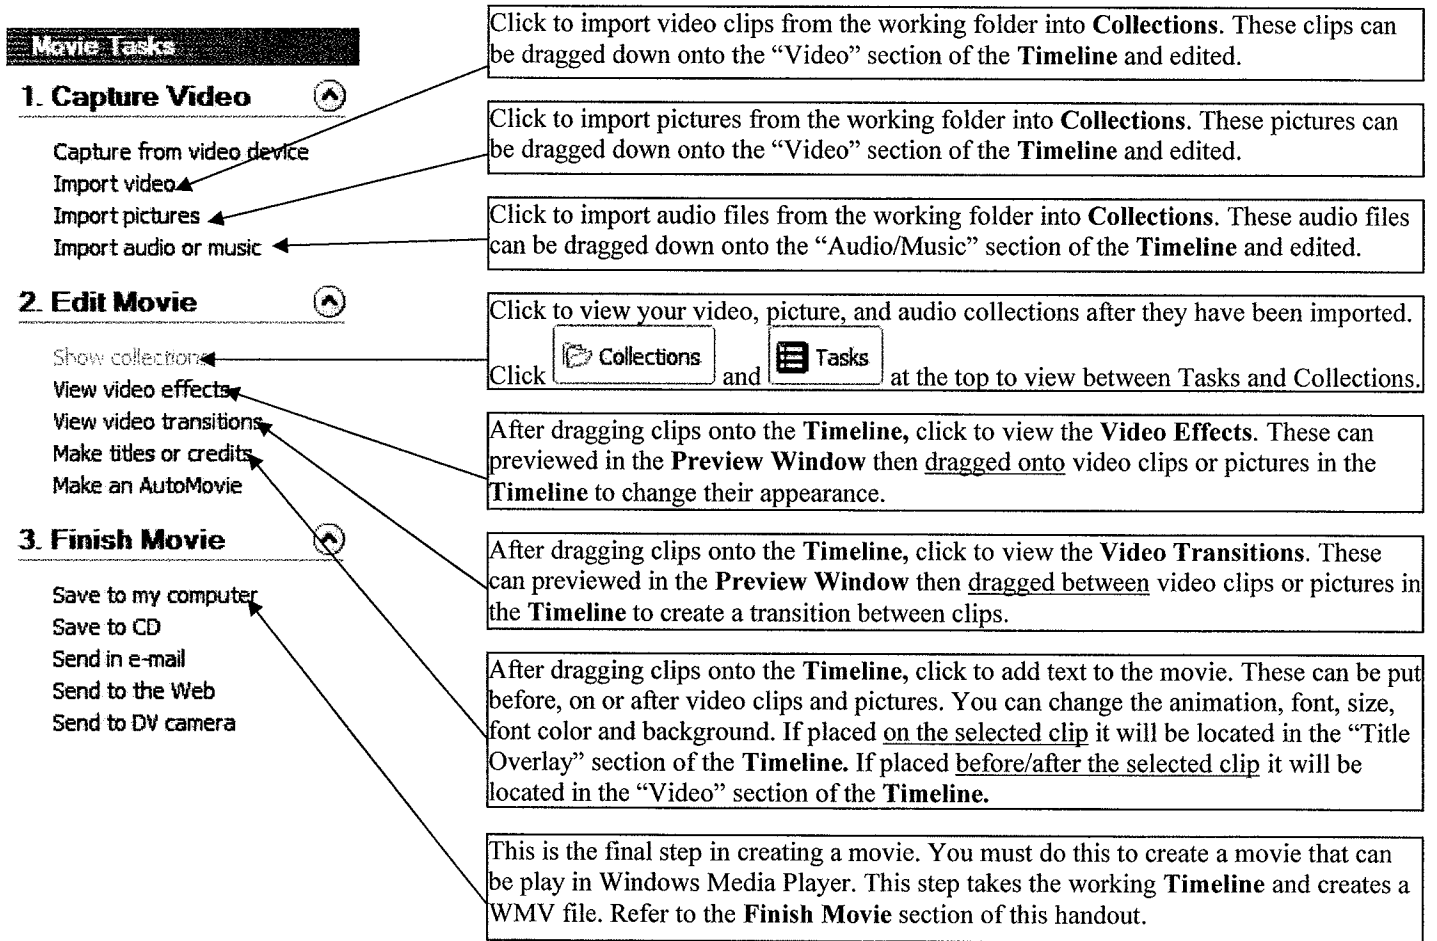 Movie Tasks
1. Capture Video
Capture from video device
Import video
Import pictures
Import audio or music
2. Edit Movie
Show collections
View video effects
View video transitions
Make titles or credits
Make an AutoMovie
3. Finish Movie
Save to my computer
Save to CD
Send in e-mail
Send to the Web
Send to DV camera
Click to import video clips from the working folder into Collections. These clips can
be dragged down onto the “Video” section of the Timeline and edited.
Click to import pictures from the working folder into Collections. These pictures can
be dragged down onto the “Video” section of the Timeline and edited.
Click to import audio files from the working folder into Collections. These audio files
can be dragged down onto the “Audio/Music” section of the Timeline and edited.
Click to view your video, picture, and audio collections after they have been imported.
Click Collections and Tasks at the top to view between Tasks and Collections.
After dragging clips onto the Timeline, click to view the Video Effects. These can
previewed in the Preview Window then dragged onto video clips or pictures in the
Timeline to change their appearance.
After dragging clips onto the Timeline, click to view the Video Transitions. These
can previewed in the Preview Window then dragged between video clips or pictures in
the Timeline to create a transition between clips.
After dragging clips onto the Timeline, click to add text to the movie. These can be put
before, on or after video clips and pictures. You can change the animation, font, size,
font color and background. If placed on the selected clip it will be located in the “Title
Overlay” section of the Timeline. If placed before/after the selected clip it will be
located in the “Video” section of the Timeline.
This is the final step in creating a movie. You must do this to create a movie that can
be play in Windows Media Player. This step takes the working Timeline and creates a
WMV file. Refer to the Finish Movie section of this handout.